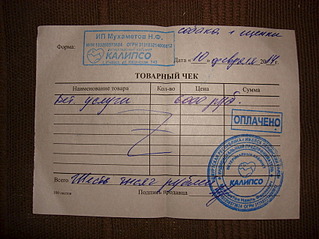 собака + щенки
ИП Мухаметов Н.Ф.
КАЛИПСО
Форма:
Дата «10» февраля 2014
ТОВАРНЫЙ ЧЕК
Наименование товара Кол-во Цена Сумма
Вет услуги 6000 руб.
ОПЛАЧЕНО
КАЛИПСО
Всего Шесть тысяч рублей
Подпись продавца